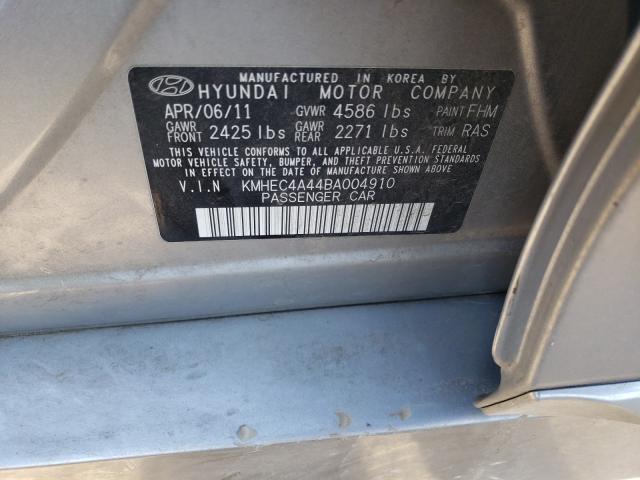 MANUFACTURED IN KOREA BY
HYUNDAI MOTOR COMPANY
APR/06/11 GVWR 4586 lbs PAINT FHM
GAWR FRONT 2425 lbs GAWR REAR 2271 lbs TRIM RAS
THIS VEHICLE CONFORMS TO ALL APPLICABLE U.S.A. FEDERAL
MOTOR VEHICLE SAFETY, BUMPER, AND THEFT PREVENTION
STANDARDS IN EFFECT ON THE DATE OF MANUFACTURE SHOWN ABOVE
V.I.N KMHEC4A44BA004910
PASSENGER CAR